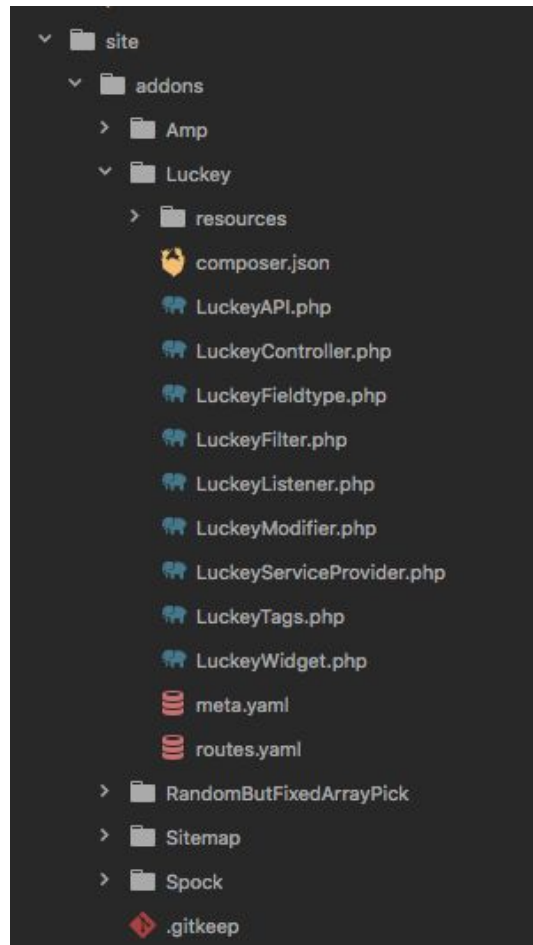 site
addons
Amp
Luckey
resources
composer.json
LuckeyAPI.php
LuckeyController.php
LuckeyFieldtype.php
LuckeyFilter.php
LuckeyListener.php
LuckeyModifier.php
LuckeyServiceProvider.php
LuckeyTags.php
LuckeyWidget.php
meta.yaml
routes.yaml
RandomButFixedArrayPick
Sitemap
Spock
.gitkeep